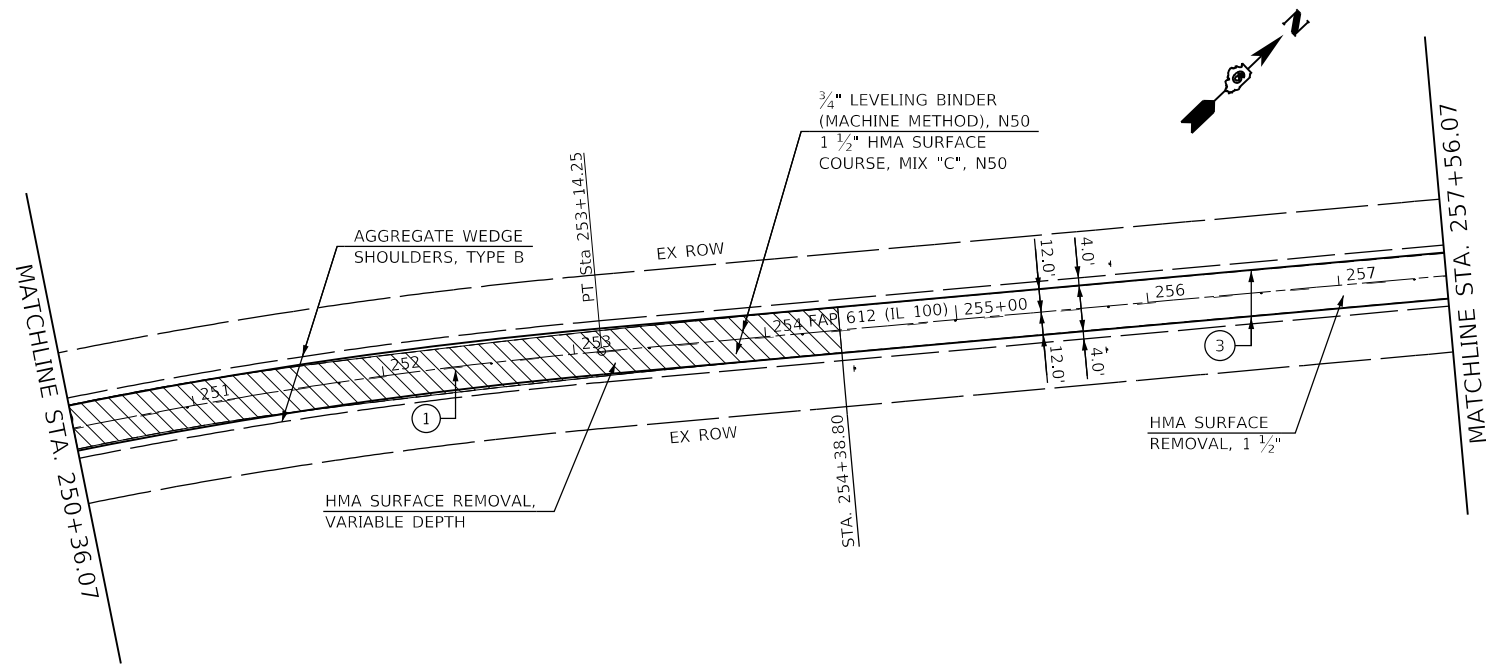 N
¾" LEVELING BINDER
(MACHINE METHOD), N50
1 ½" HMA SURFACE
COURSE, MIX "C", N50
PT Sta 253+14.25
AGGREGATE WEDGE
SHOULDERS, TYPE B
EX ROW
MATCHLINE STA. 250+36.07
MATCHLINE STA. 257+56.07
12.0'
4.0'
251
252
253
254
FAP 612 (IL 100)
255+00
256
257
1
3
12.0'
4.0'
EX ROW
HMA SURFACE
REMOVAL, 1 ½"
HMA SURFACE REMOVAL,
VARIABLE DEPTH
STA. 254+38.80